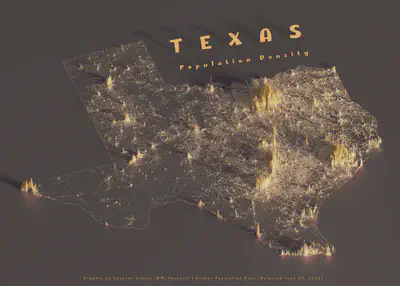 TEXAS
Population Density
Graphic by Spencer Schien (@MrPecners) | Kontur Population Data (Released June 30, 2022)